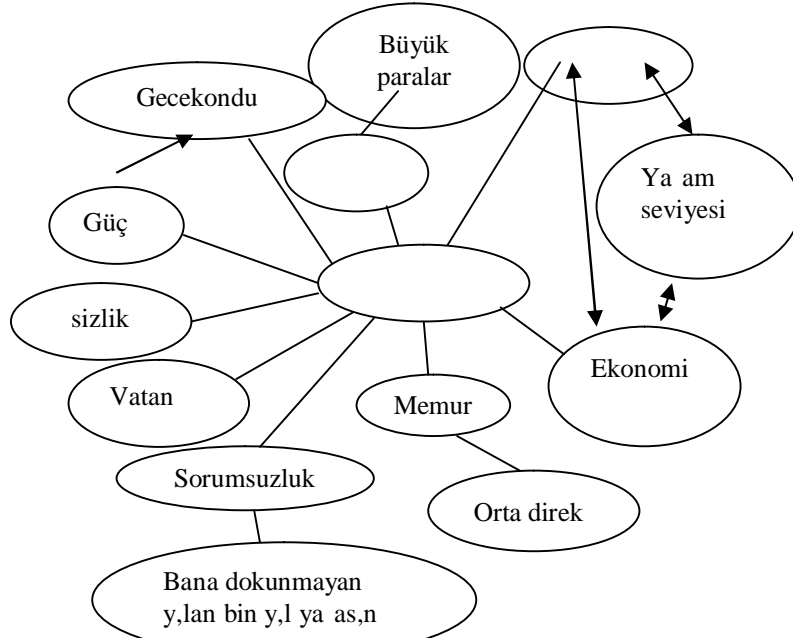 Büyük
paralar
Gecekondu
Ya am
seviyesi
Güç
sizlik
Ekonomi
Vatan
Memur
Sorumsuzluk
Orta direk
Bana dokunmayan
y,lan bin y,l ya as,n